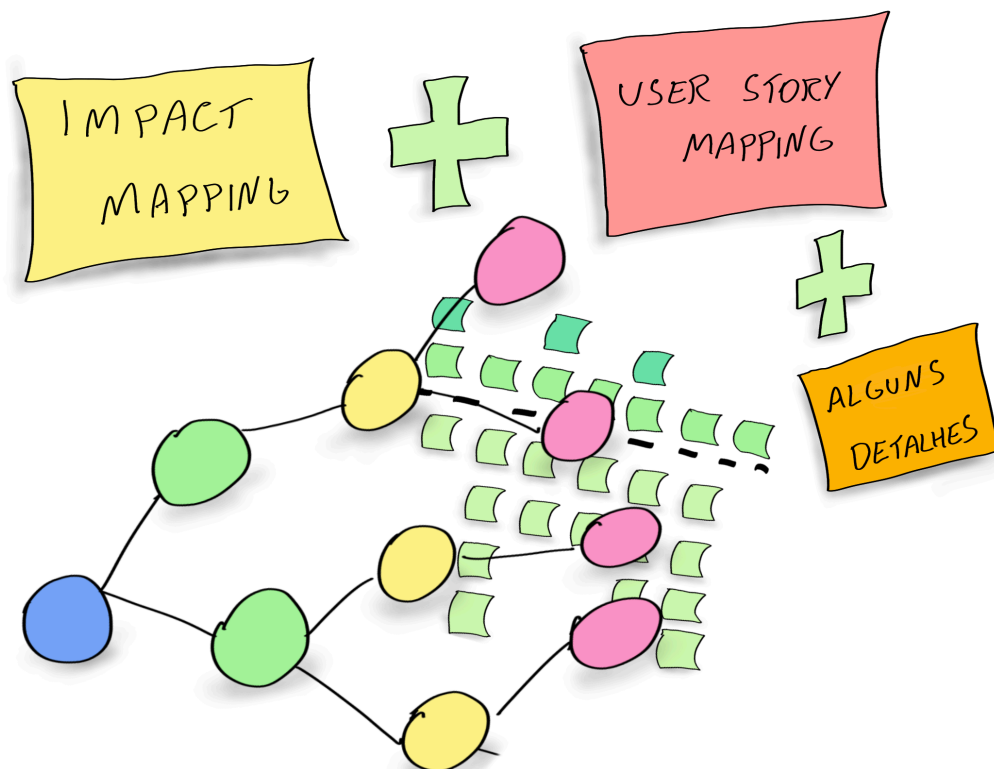 IMPACT
MAPPING
USER STORY
MAPPING
ALGUNS
DETALHES